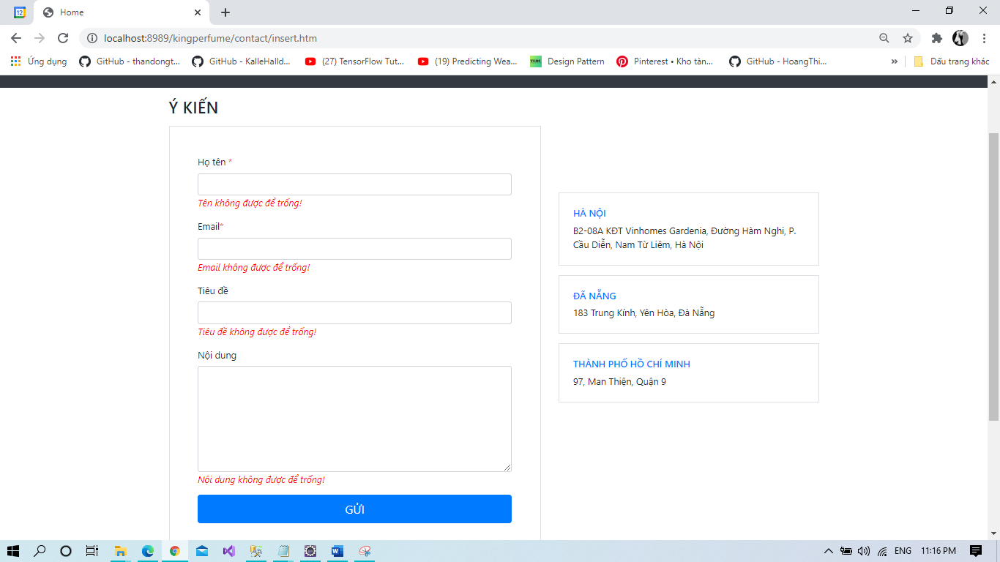 12
Home
localhost:8989/kingperfume/contact/insert.htm
Ứng dụng
GitHub - thandongt...
GitHub - KalleHalld...
(27) TensorFlow Tut...
(19) Predicting Wea...
Design Pattern
Pinterest • Kho tàn...
GitHub - HoangThi...
»
Dấu trang khác
Ý KIẾN
Họ tên *
Tên không được để trống!
Email*
Email không được để trống!
Tiêu đề
Tiêu đề không được để trống!
Nội dung
Nội dung không được để trống!
GỬI
HÀ NỘI
B2-08A KĐT Vinhomes Gardenia, Đường Hàm Nghi, P.
Cầu Diễn, Nam Từ Liêm, Hà Nội
ĐÃ NẴNG
183 Trung Kính, Yên Hòa, Đà Nẵng
THÀNH PHỐ HỒ CHÍ MINH
97, Man Thiện, Quận 9
ENG
11:16 PM